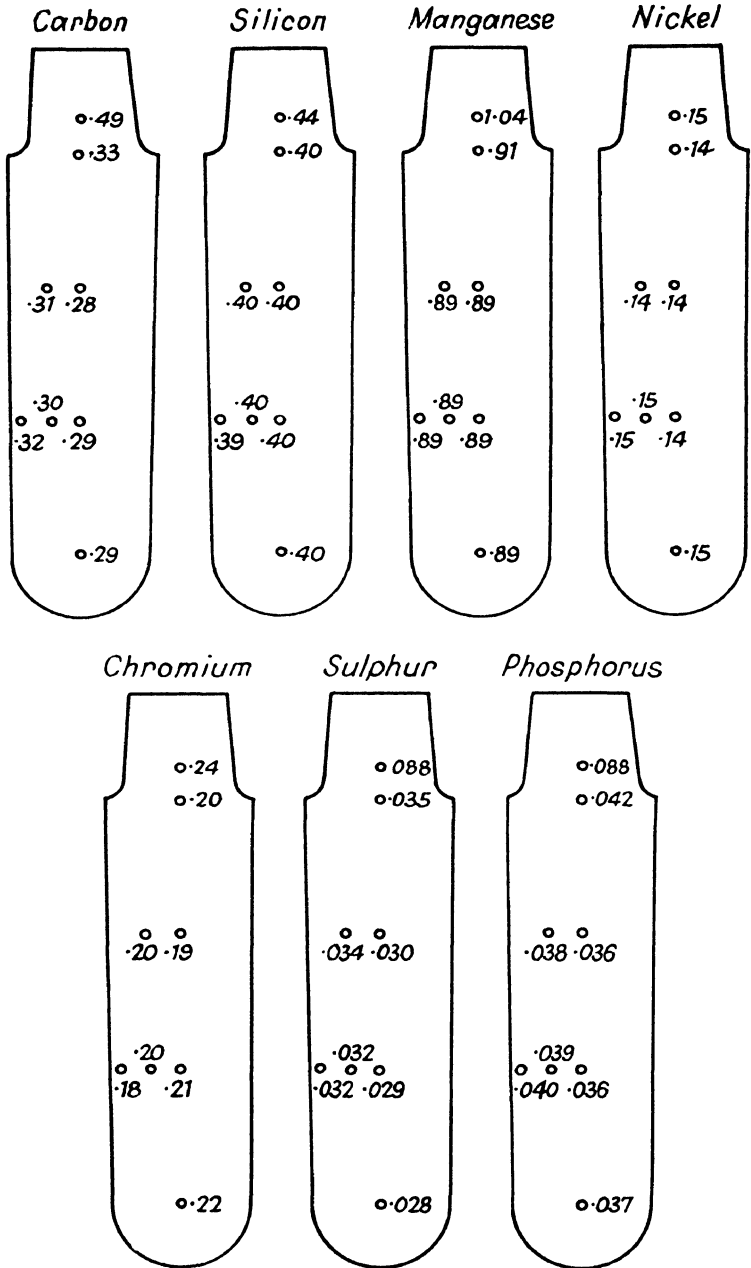 Carbon Silicon Manganese Nickel
·49 ·44 1·04 ·15
·33 ·40 ·91 ·14
·31 ·28 ·40 ·40 ·89 ·89 ·14 ·14
·30 ·40 ·89 ·15
·32 ·29 ·39 ·40 ·89 ·89 ·15 ·14
·29 ·40 ·89 ·15
Chromium Sulphur Phosphorus
·24 088 ·088
·20 ·035 ·042
·20 ·19 ·034 ·030 ·038 ·036
·20 ·032 ·039
·18 ·21 ·032 ·029 ·040 ·036
·22 ·028 ·037